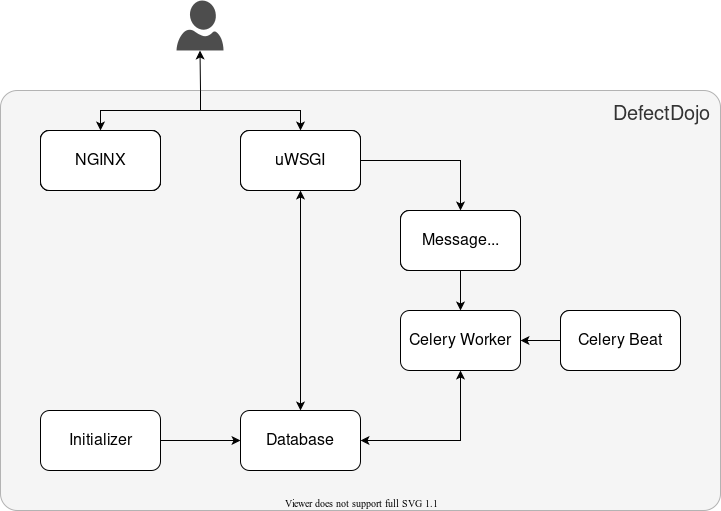 DefectDojo
NGINX
uWSGI
Message...
Celery Worker
Celery Beat
Initializer
Database
Viewer does not support full SVG 1.1